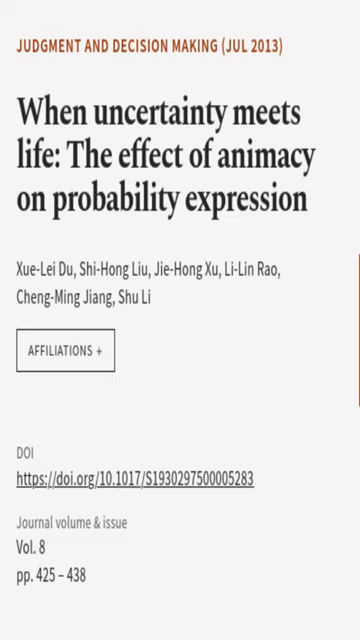 JUDGMENT AND DECISION MAKING (JUL 2013)
When uncertainty meets
life: The effect of animacy
on probability expression
Xue-Lei Du, Shi-Hong Liu, Jie-Hong Xu, Li-Lin Rao,
Cheng-Ming Jiang, Shu Li
AFFILIATIONS +
DOI
https://doi.org/10.1017/S1930297500005283
Journal volume & issue
Vol. 8
pp. 425 – 438